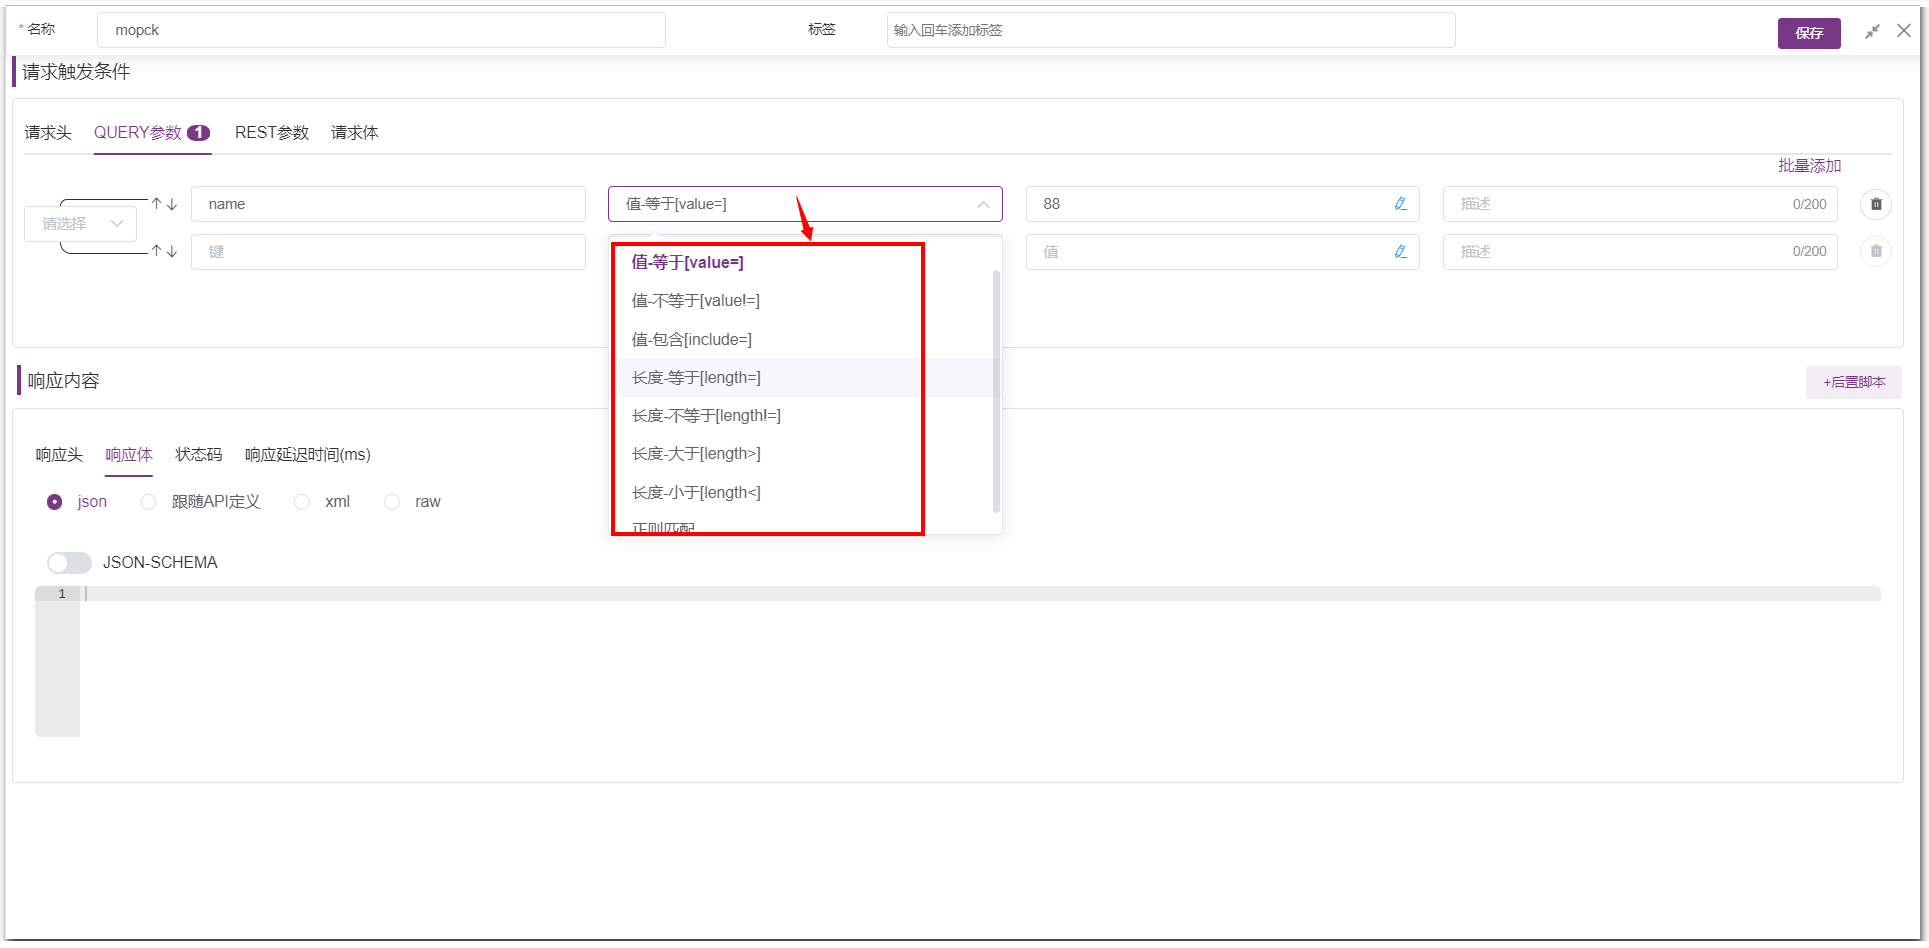 * 名称 mopck 标签 输入回车添加标签 保存
请求触发条件
请求头 QUERY参数 1 REST参数 请求体
批量添加
请选择
name 值-等于[value=] 88 描述 0/200
键 值 描述 0/200
值-等于[value=]
值-不等于[value!=]
值-包含[include=]
长度-等于[length=]
长度-不等于[length!=]
长度-大于[length>]
长度-小于[length<]
正则匹配
响应内容 +后置脚本
响应头 响应体 状态码 响应延迟时间(ms)
json 跟随API定义 xml raw
JSON-SCHEMA
1